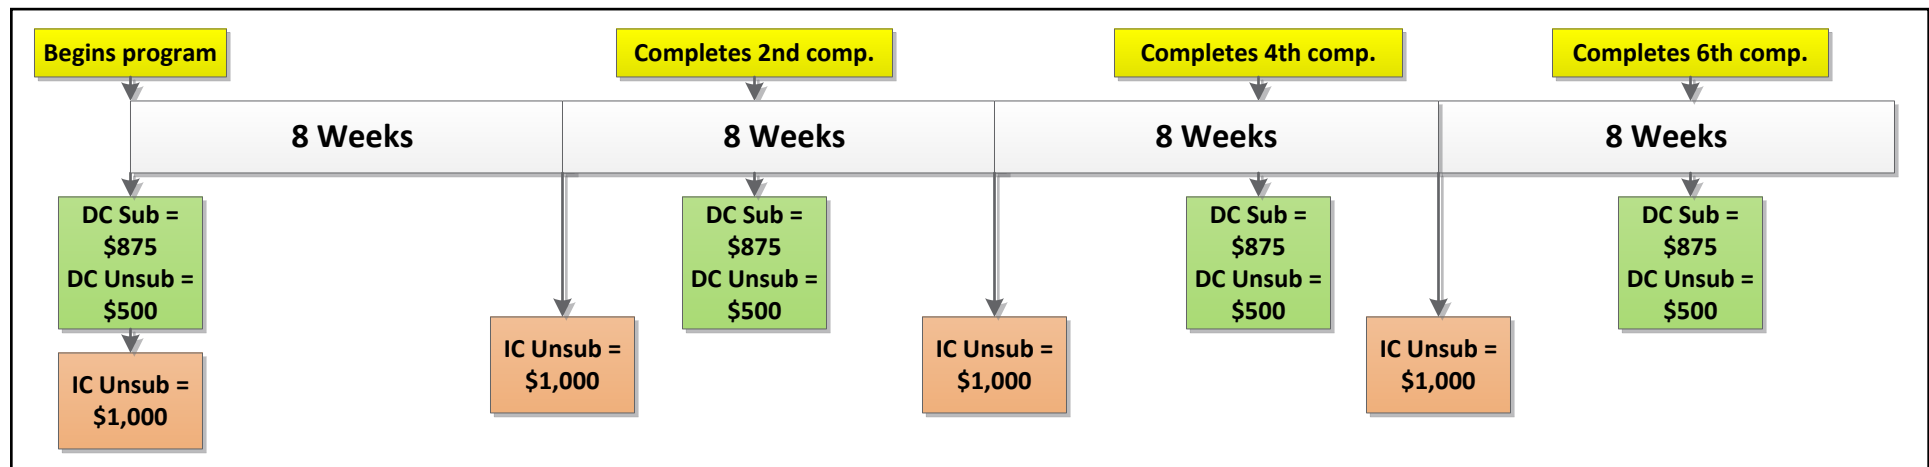 Begins program
Completes 2nd comp.
Completes 4th comp.
Completes 6th comp.
8 Weeks
8 Weeks
8 Weeks
8 Weeks
DC Sub =
$875
DC Unsub =
$500
DC Sub =
$875
DC Unsub =
$500
DC Sub =
$875
DC Unsub =
$500
DC Sub =
$875
DC Unsub =
$500
IC Unsub =
$1,000
IC Unsub =
$1,000
IC Unsub =
$1,000
IC Unsub =
$1,000